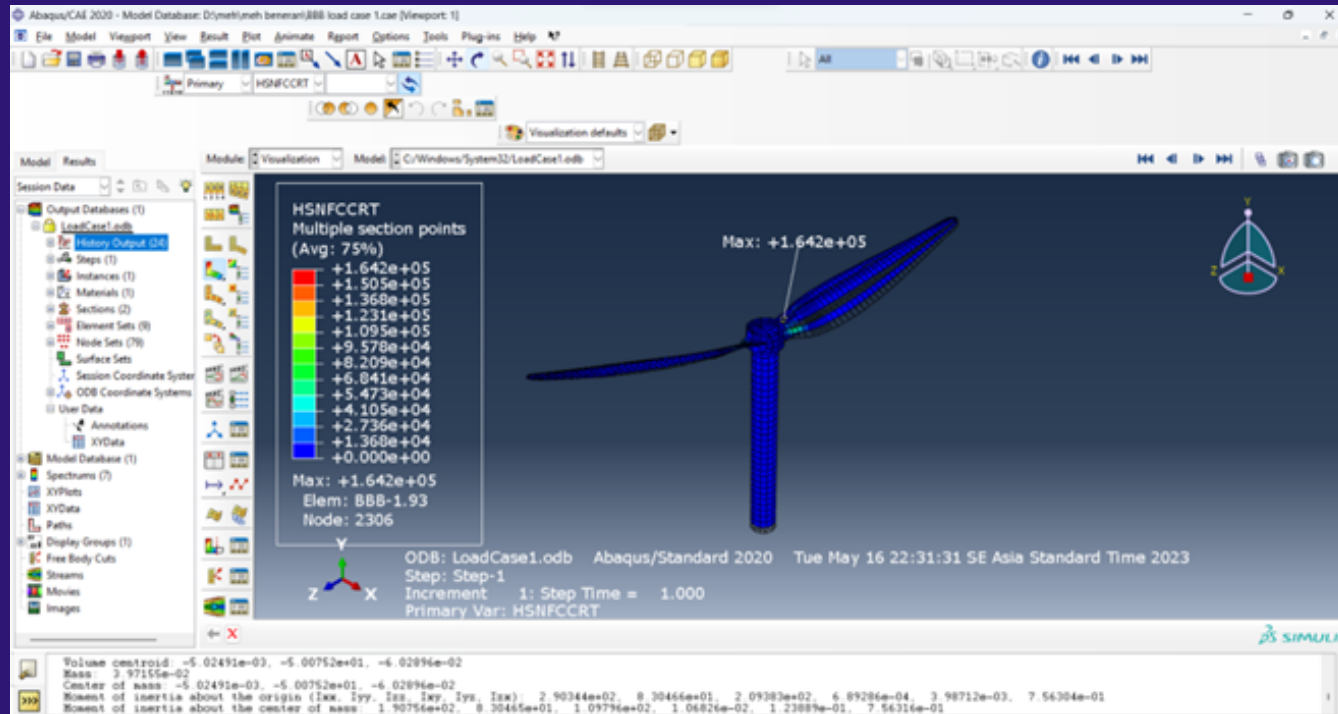 Abaqus/CAE 2020 - Model Database: D:\meh\meh beneran\BBB load case 1.cae [Viewport: 1]
File Model Viewport View Result Plot Animate Report Options Tools Plug-ins Help
All
Primary HSNFCCRT
Visualization defaults
Model Results Module: Visualization Model: C:/Windows/System32/LoadCase1.odb
Session Data
Output Databases (1)
LoadCase1.odb
History Output (24)
Steps (1)
Instances (1)
Materials (1)
Sections (2)
Element Sets (9)
Node Sets (79)
Surface Sets
Session Coordinate Syster
ODB Coordinate Systems
User Data
Annotations
XYData
Model Database (1)
Spectrums (7)
XYPlots
XYData
Paths
Display Groups (1)
Free Body Cuts
Streams
Movies
Images
HSNFCCRT
Multiple section points
(Avg: 75%)
+1.642e+05
+1.505e+05
+1.368e+05
+1.231e+05
+1.095e+05
+9.578e+04
+8.209e+04
+6.841e+04
+5.473e+04
+4.105e+04
+2.736e+04
+1.368e+04
+0.000e+00
Max: +1.642e+05
Elem: BBB-1.93
Node: 2306
Max: +1.642e+05
Y
Z X
Y
Z X
ODB: LoadCase1.odb Abaqus/Standard 2020 Tue May 16 22:31:31 SE Asia Standard Time 2023
Step: Step-1
Increment 1: Step Time = 1.000
Primary Var: HSNFCCRT
SIMULI
Volume centroid: -5.02491e-03, -5.00752e+01, -6.02896e-02
Mass: 3.97155e-02
Center of mass: -5.02491e-03, -5.00752e+01, -6.02896e-02
Moment of inertia about the origin (Ixx, Iyy, Izz, Ixy, Iyz, Izx): 2.90344e+02, 8.30466e+01, 2.09383e+02, 6.89286e-04, 3.98712e-03, 7.56304e-01
Moment of inertia about the center of mass: 1.90756e+02, 8.30465e+01, 1.09796e+02, 1.06826e-02, 1.23089e-01, 7.56316e-01